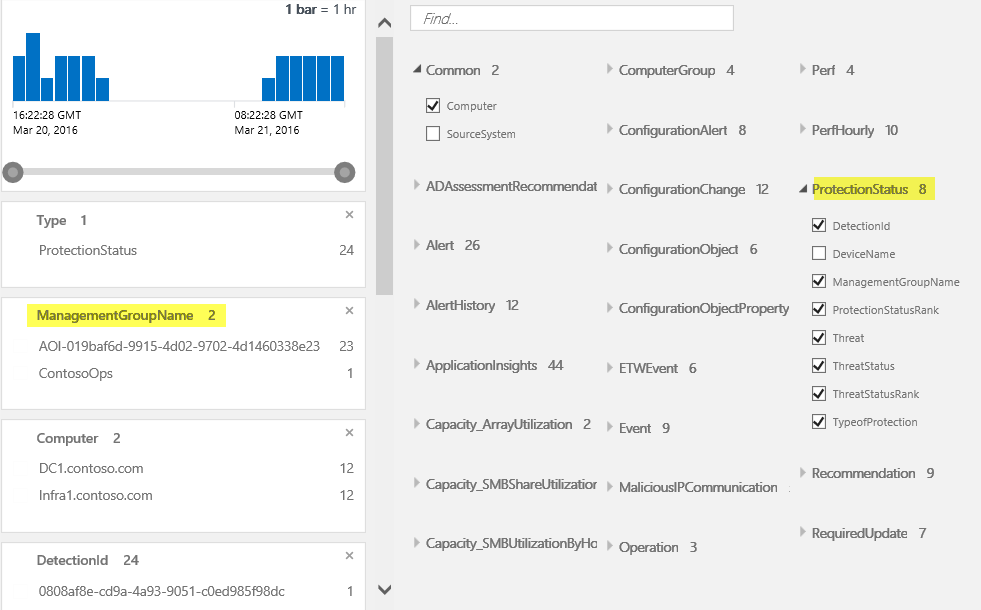 1 bar = 1 hr
16:22:28 GMT
Mar 20, 2016
08:22:28 GMT
Mar 21, 2016
Type 1
ProtectionStatus 24
ManagementGroupName 2
AOI-019baf6d-9915-4d02-9702-4d1460338e23 23
ContosoOps 1
Computer 2
DC1.contoso.com 12
Infra1.contoso.com 12
DetectionId 24
0808af8e-cd9a-4a93-9051-c0ed985f98dc 1
Find...
Common 2
Computer
SourceSystem
ADAssessmentRecommendat
Alert 26
AlertHistory 12
ApplicationInsights 44
Capacity_ArrayUtilization 2
Capacity_SMBShareUtilization
Capacity_SMBUtilizationByHo
ComputerGroup 4
ConfigurationAlert 8
ConfigurationChange 12
ConfigurationObject 6
ConfigurationObjectProperty
ETWEvent 6
Event 9
MaliciousIPCommunication
Operation 3
Perf 4
PerfHourly 10
ProtectionStatus 8
DetectionId
DeviceName
ManagementGroupName
ProtectionStatusRank
Threat
ThreatStatus
ThreatStatusRank
TypeofProtection
Recommendation 9
RequiredUpdate 7